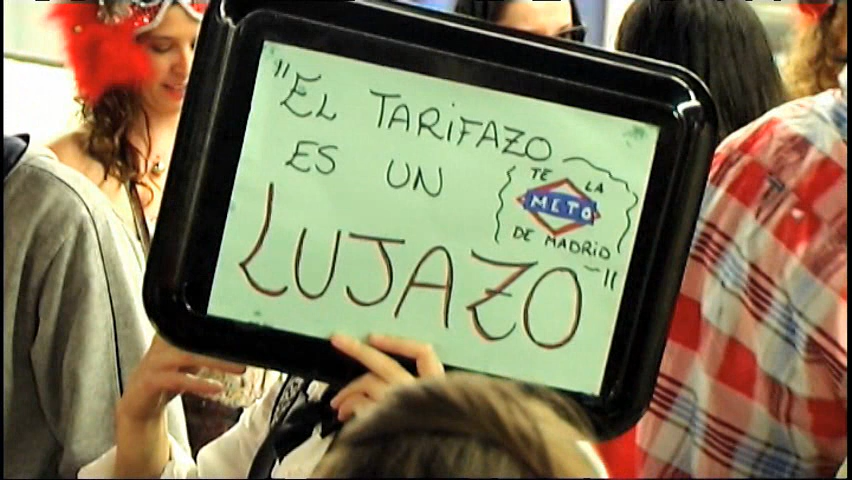 "EL TARIFAZO
ES UN
LUJAZO"
TE LA
METO
DE MADRID